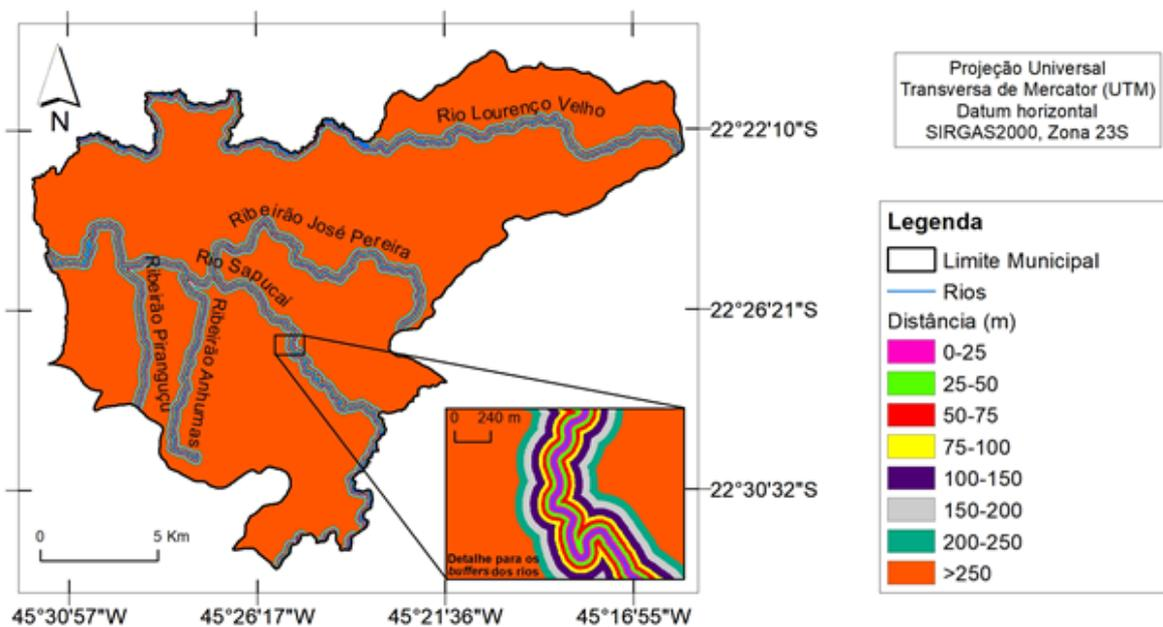 N
Rio Lourenço Velho
Ribeirão José Pereira
Rio Sapucaí
Ribeirão Piranguçu
Ribeirão Anhumas
22°22'10"S
22°26'21"S
22°30'32"S
45°30'57"W
45°26'17"W
45°21'36"W
45°16'55"W
0 5 Km
0 240 m
Detalhe para os
buffers dos rios
Projeção Universal
Transversa de Mercator (UTM)
Datum horizontal
SIRGAS2000, Zona 23S
Legenda
Limite Municipal
Rios
Distância (m)
0-25
25-50
50-75
75-100
100-150
150-200
200-250
>250